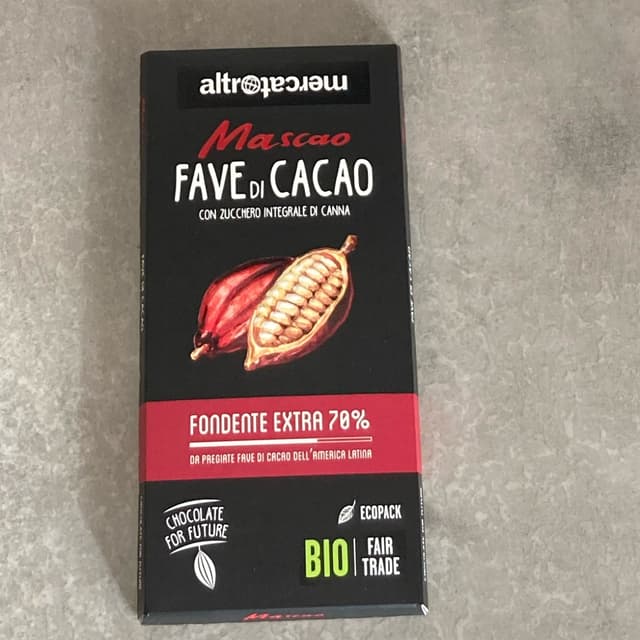 altromercato
Mascao
FAVE DI CACAO
CON ZUCCHERO INTEGRALE DI CANNA
FONDENTE EXTRA 70%
DA PREGIATE FAVE DI CACAO DELL'AMERICA LATINA
CHOCOLATE
FOR FUTURE
ECOPACK
BIO
FAIR
TRADE
Mascao